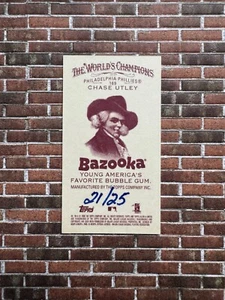 THE WORLD'S CHAMPIONS
PHILADELPHIA PHILLIES®
CHASE UTLEY
Bazooka
YOUNG AMERICA'S
FAVORITE BUBBLE GUM.
MANUFACTURED BY THE TOPPS COMPANY, INC.
21/25
Topps